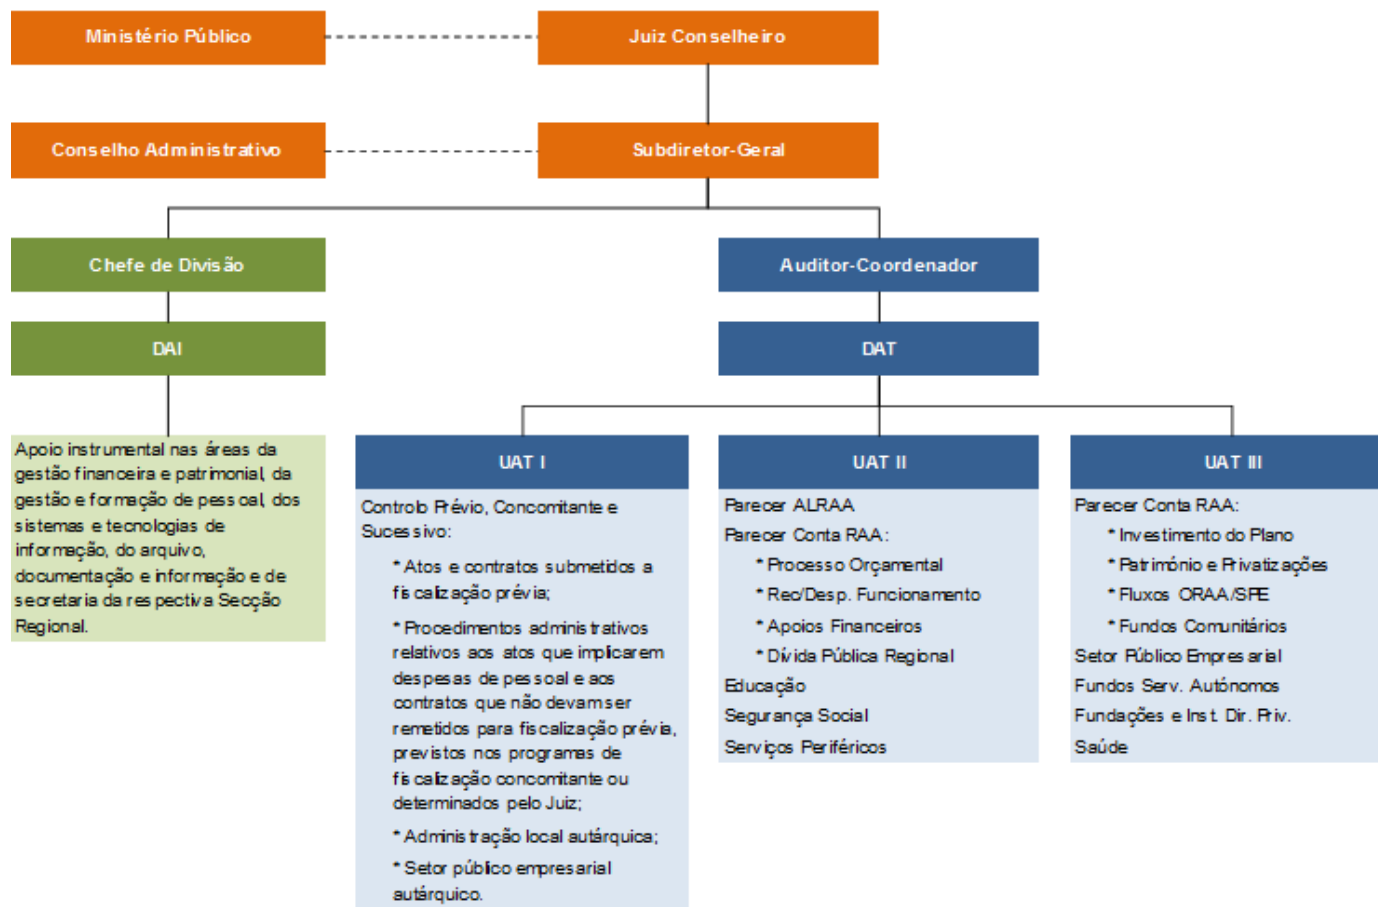 Ministério Público
Juiz Conselheiro
Conselho Administrativo
Subdiretor-Geral
Chefe de Divisão
Auditor-Coordenador
DAI
DAT
Apoio instrumental nas áreas da
gestão financeira e patrimonial, da
gestão e formação de pessoal, dos
sistemas e tecnologias de
informação, do arquivo,
documentação e informação e de
secretaria da respectiva Secção
Regional.
UAT I
Controlo Prévio, Concomitante e
Sucessivo:
* Atos e contratos submetidos a
fiscalização prévia;
* Procedimentos administrativos
relativos aos atos que implicarem
despesas de pessoal e aos
contratos que não devam ser
remetidos para fiscalização prévia,
previstos nos programas de
fiscalização concomitante ou
determinados pelo Juiz;
* Administração local autárquica;
* Setor público empresarial
autárquico.
UAT II
Parecer ALRAA
Parecer Conta RAA:
* Processo Orçamental
* Rec/Desp. Funcionamento
* Apoios Financeiros
* Dívida Pública Regional
Educação
Segurança Social
Serviços Periféricos
UAT III
Parecer Conta RAA:
* Investimento do Plano
* Património e Privatizações
* Fluxos ORAA/SPE
* Fundos Comunitários
Setor Público Empresarial
Fundos Serv. Autónomos
Fundações e Inst. Dir. Priv.
Saúde